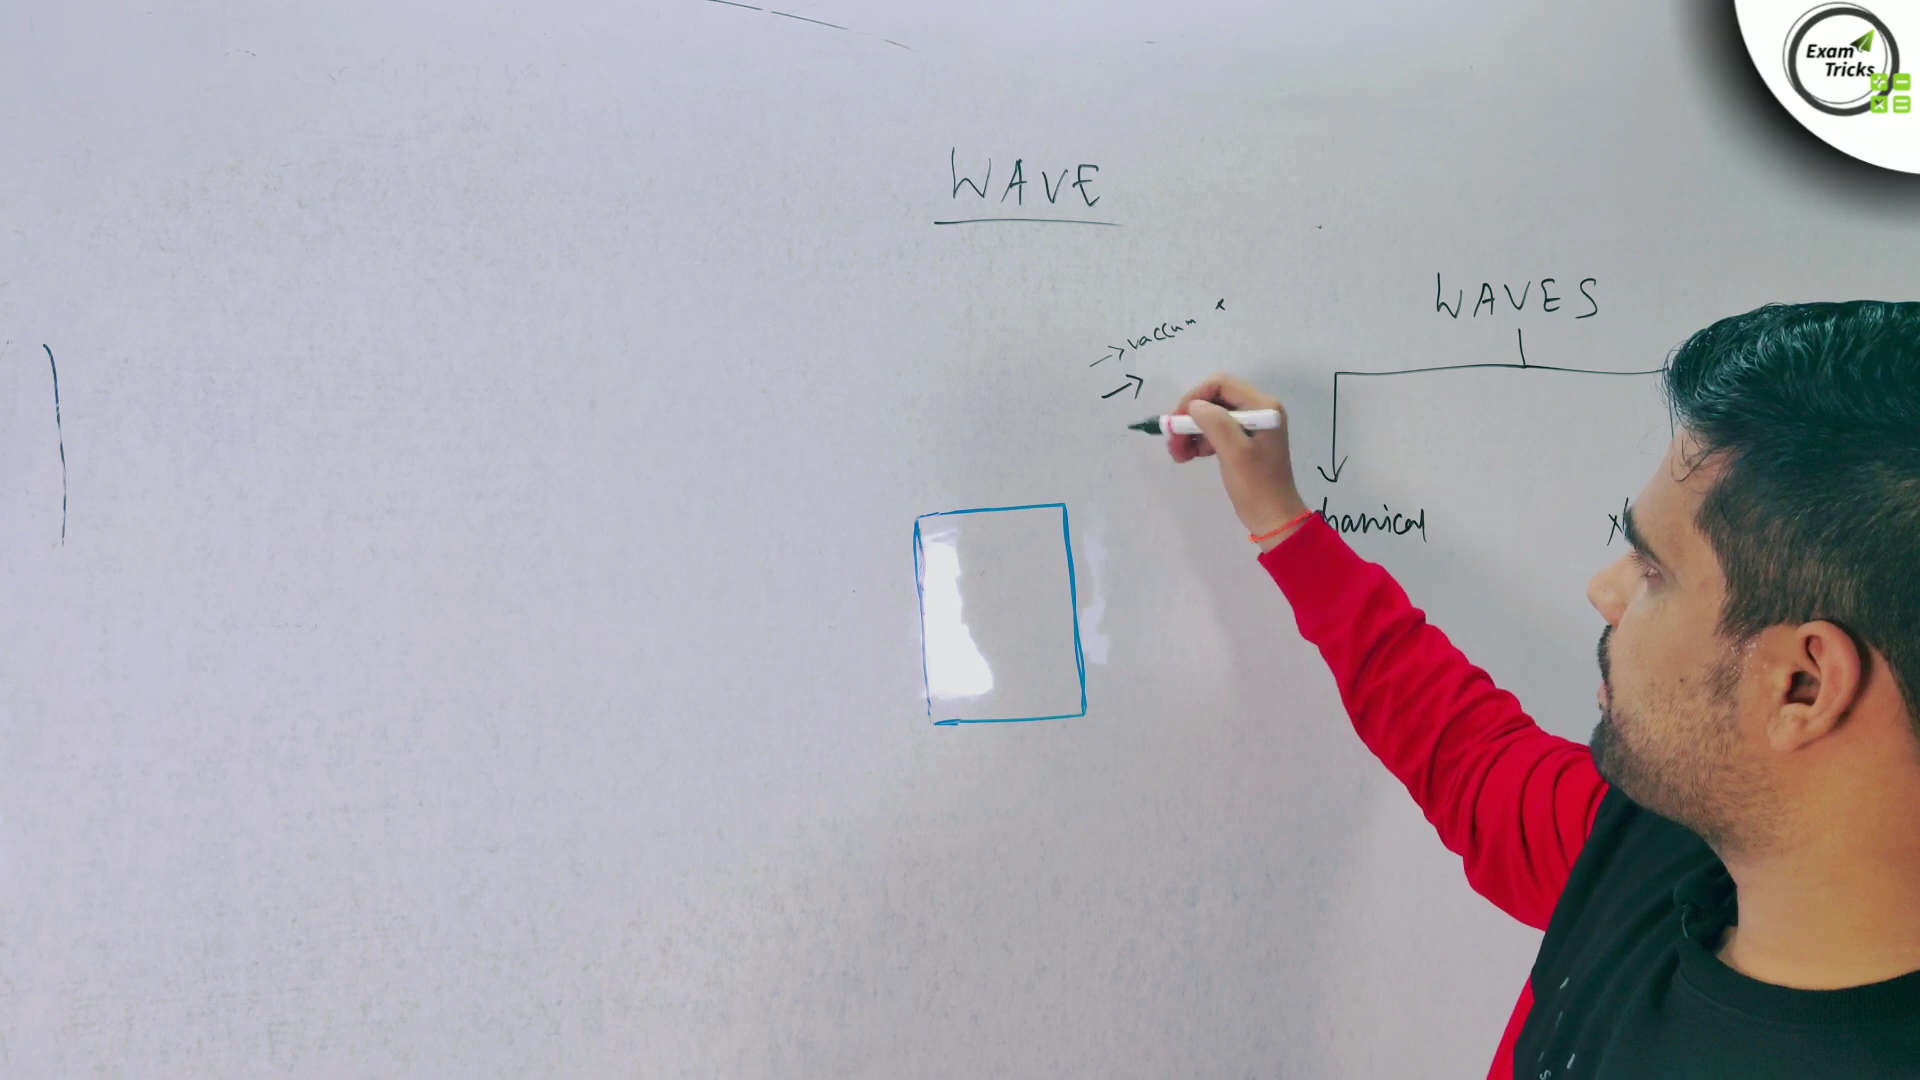 Exam
Tricks
WAVE
WAVES
→ vaccum x
→
hanical